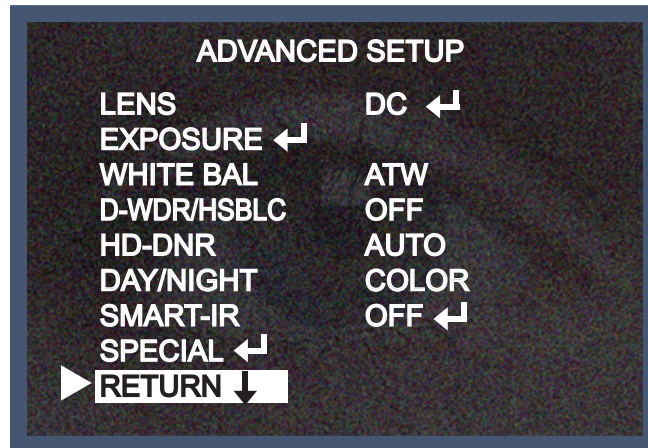 ADVANCED SETUP
LENS DC ↵
EXPOSURE ↵
WHITE BAL ATW
D-WDR/HSBLC OFF
HD-DNR AUTO
DAY/NIGHT COLOR
SMART-IR OFF ↵
SPECIAL ↵
RETURN ↓